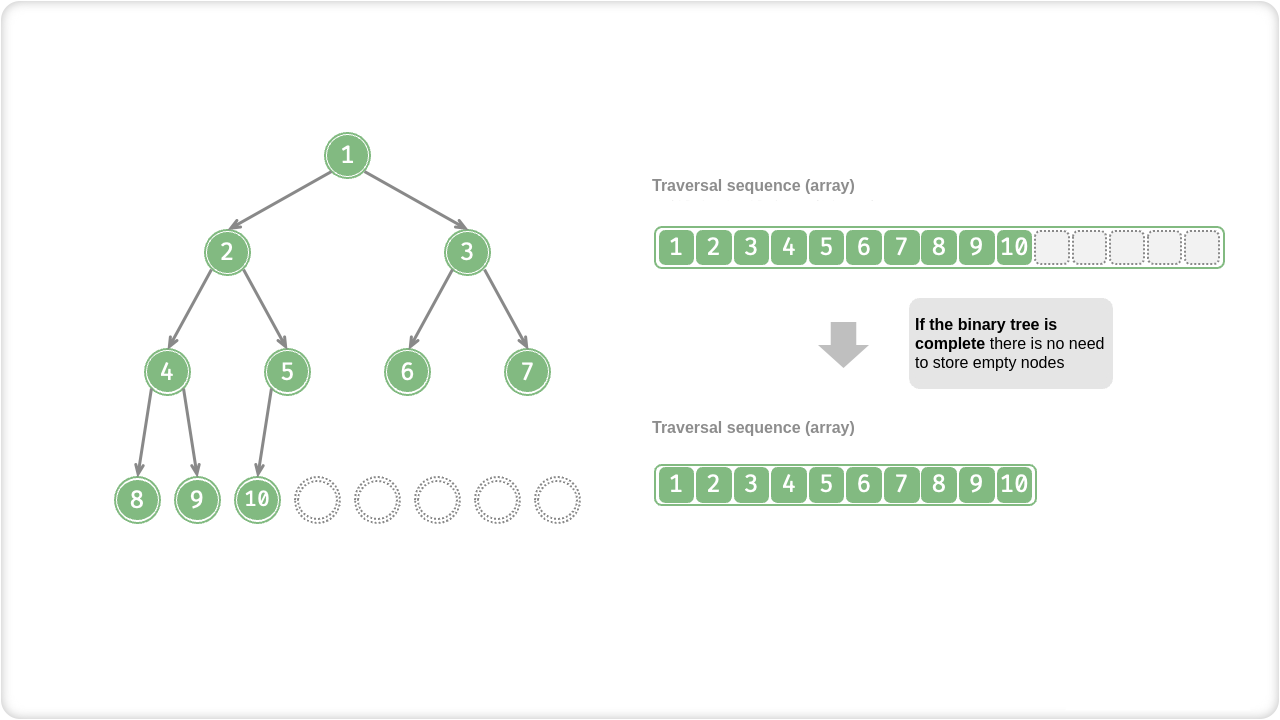 1
Traversal sequence (array)
2 3
1 2 3 4 5 6 7 8 9 10
If the binary tree is
complete there is no need
to store empty nodes
4 5 6 7
Traversal sequence (array)
8 9 10
1 2 3 4 5 6 7 8 9 10